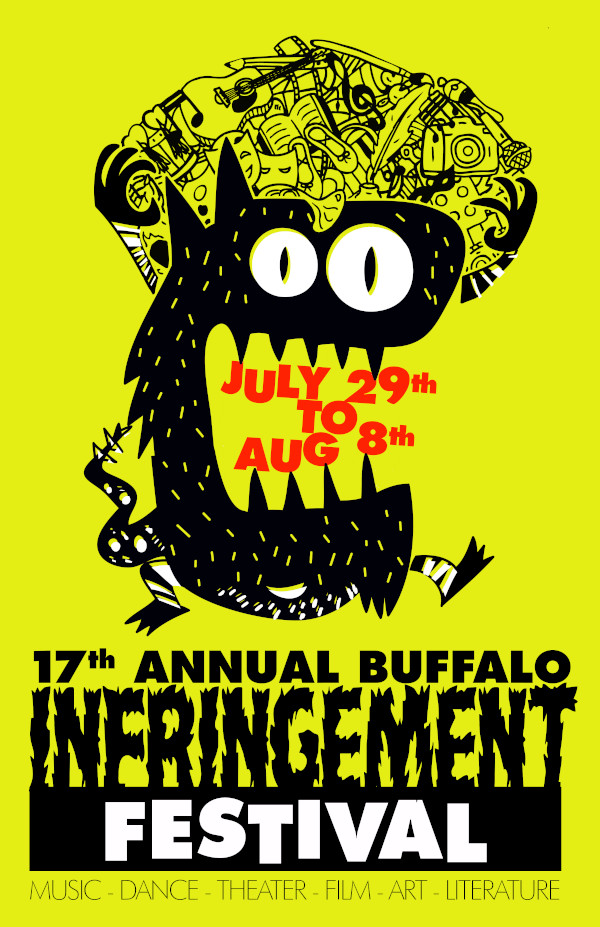 JULY 29th
TO
AUG 8th
17th ANNUAL BUFFALO
INFRINGEMENT
FESTIVAL
MUSIC - DANCE - THEATER - FILM - ART - LITERATURE